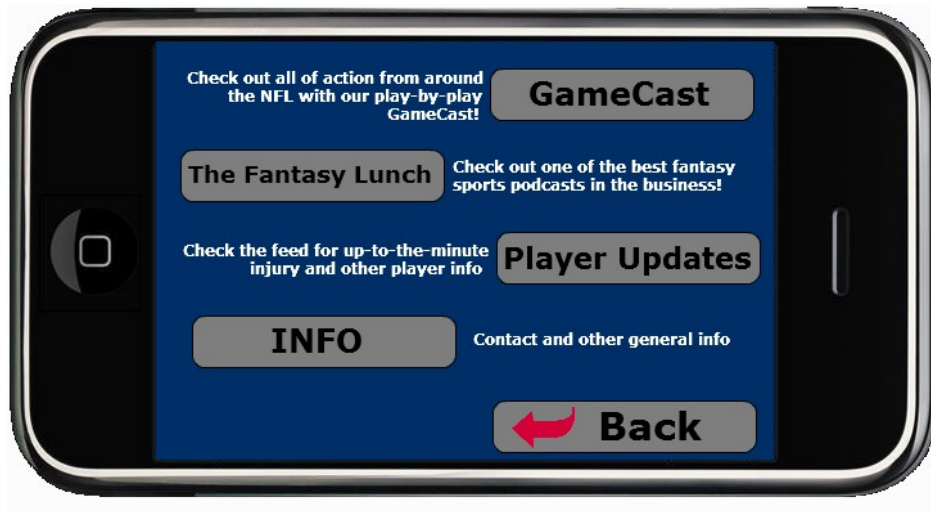 Check out all of action from around
the NFL with our play-by-play
GameCast!
GameCast
The Fantasy Lunch
Check out one of the best fantasy
sports podcasts in the business!
Check the feed for up-to-the-minute
injury and other player info
Player Updates
INFO
Contact and other general info
Back